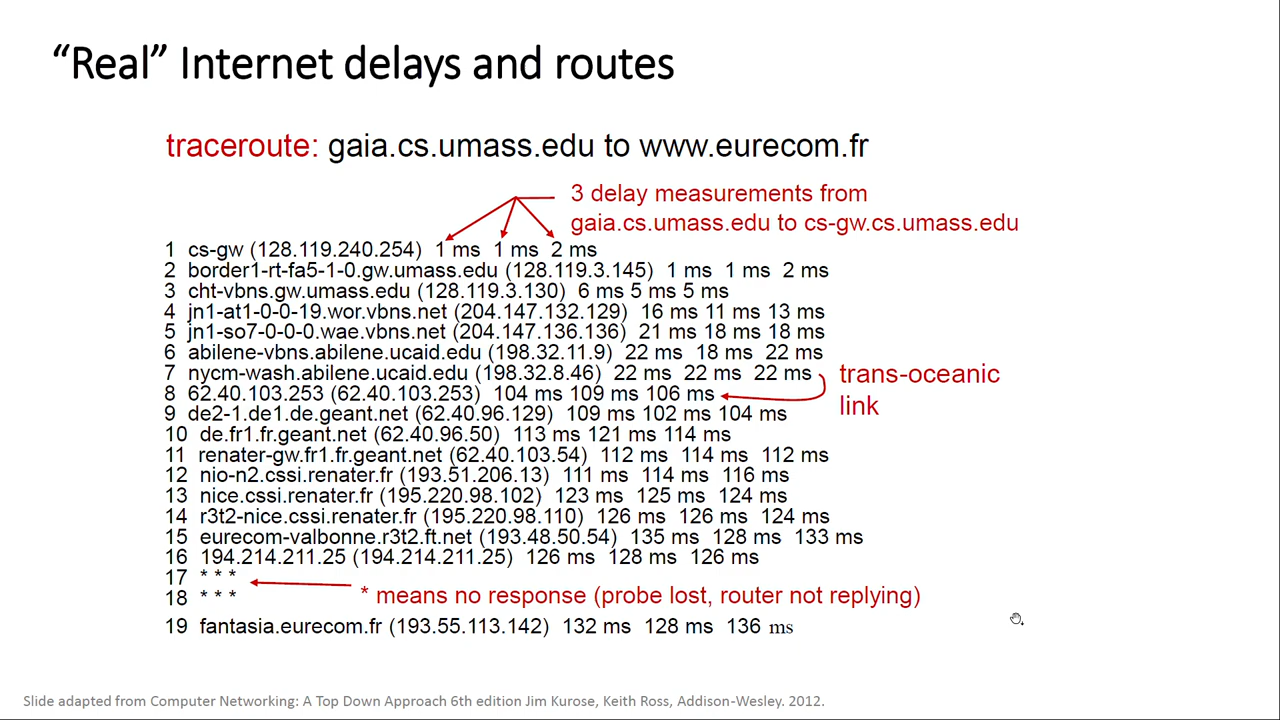 “Real” Internet delays and routes
traceroute: gaia.cs.umass.edu to www.eurecom.fr
3 delay measurements from
gaia.cs.umass.edu to cs-gw.cs.umass.edu
1 cs-gw (128.119.240.254) 1 ms 1 ms 2 ms
2 border1-rt-fa5-1-0.gw.umass.edu (128.119.3.145) 1 ms 1 ms 2 ms
3 cht-vbns.gw.umass.edu (128.119.3.130) 6 ms 5 ms 5 ms
4 jn1-at1-0-0-19.wor.vbns.net (204.147.132.129) 16 ms 11 ms 13 ms
5 jn1-so7-0-0-0.wae.vbns.net (204.147.136.136) 21 ms 18 ms 18 ms
6 abilene-vbns.abilene.ucaid.edu (198.32.11.9) 22 ms 18 ms 22 ms
7 nycm-wash.abilene.ucaid.edu (198.32.8.46) 22 ms 22 ms 22 ms
trans-oceanic
link
8 62.40.103.253 (62.40.103.253) 104 ms 109 ms 106 ms
9 de2-1.de1.de.geant.net (62.40.96.129) 109 ms 102 ms 104 ms
10 de.fr1.fr.geant.net (62.40.96.50) 113 ms 121 ms 114 ms
11 renater-gw.fr1.fr.geant.net (62.40.103.54) 112 ms 114 ms 112 ms
12 nio-n2.cssi.renater.fr (193.51.206.13) 111 ms 114 ms 116 ms
13 nice.cssi.renater.fr (195.220.98.102) 123 ms 125 ms 124 ms
14 r3t2-nice.cssi.renater.fr (195.220.98.110) 126 ms 126 ms 124 ms
15 eurecom-valbonne.r3t2.ft.net (193.48.50.54) 135 ms 128 ms 133 ms
16 194.214.211.25 (194.214.211.25) 126 ms 128 ms 126 ms
17 * * *
18 * * *
* means no response (probe lost, router not replying)
19 fantasia.eurecom.fr (193.55.113.142) 132 ms 128 ms 136 ms
Slide adapted from Computer Networking: A Top Down Approach 6th edition Jim Kurose, Keith Ross, Addison-Wesley. 2012.